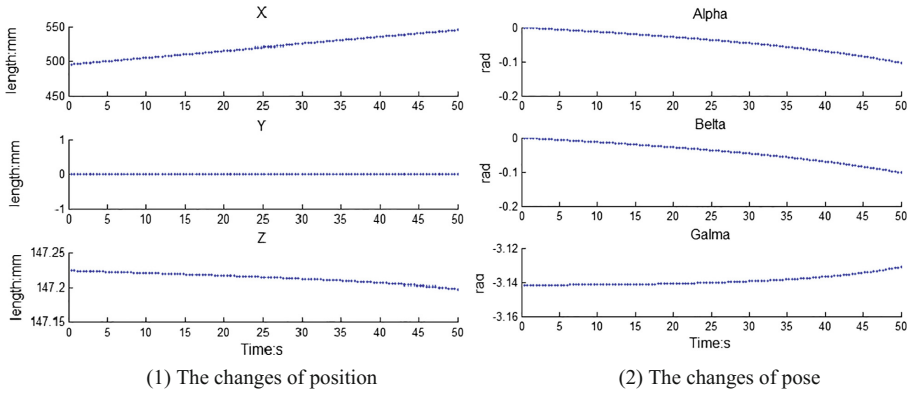 X
length:mm
550
500
450
0 5 10 15 20 25 30 35 40 45 50
Y
length:mm
1
0
-1
0 5 10 15 20 25 30 35 40 45 50
Z
length:mm
147.25
147.2
147.15
0 5 10 15 20 25 30 35 40 45 50
Time:s
(1) The changes of position
Alpha
rad
0
-0.1
-0.2
0 5 10 15 20 25 30 35 40 45 50
Belta
rad
0
-0.1
-0.2
0 5 10 15 20 25 30 35 40 45 50
Galma
rad
-3.12
-3.14
-3.16
0 5 10 15 20 25 30 35 40 45 50
Time:s
(2) The changes of pose